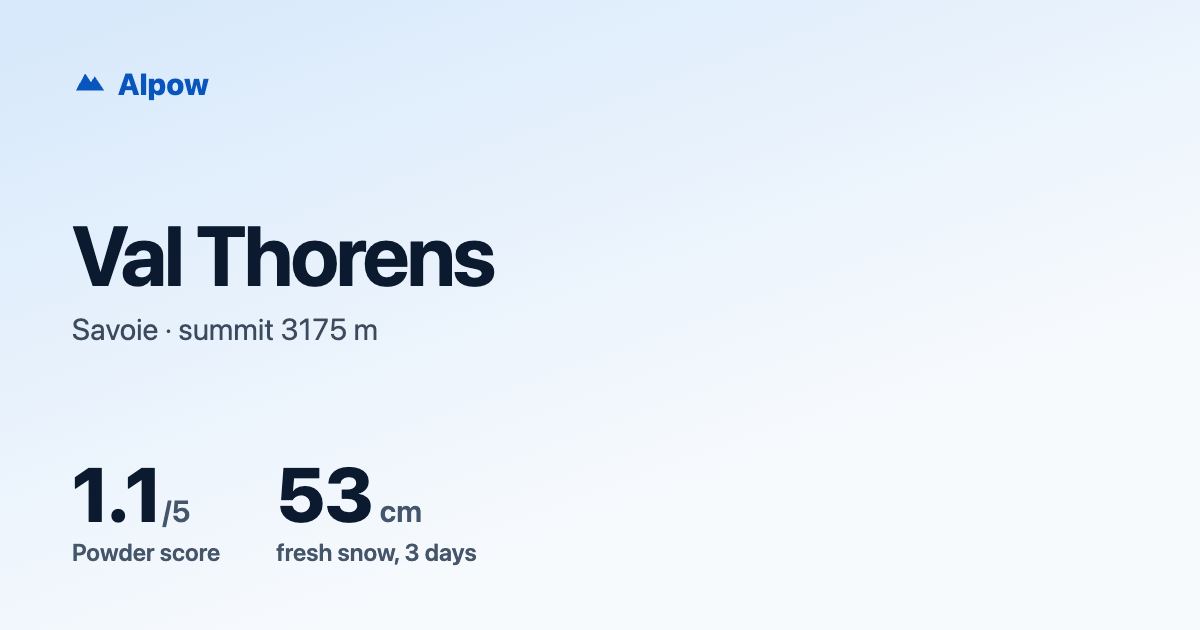 Alpow
Val Thorens
Savoie · summit 3175 m
1.1/5
Powder score
53 cm
fresh snow, 3 days